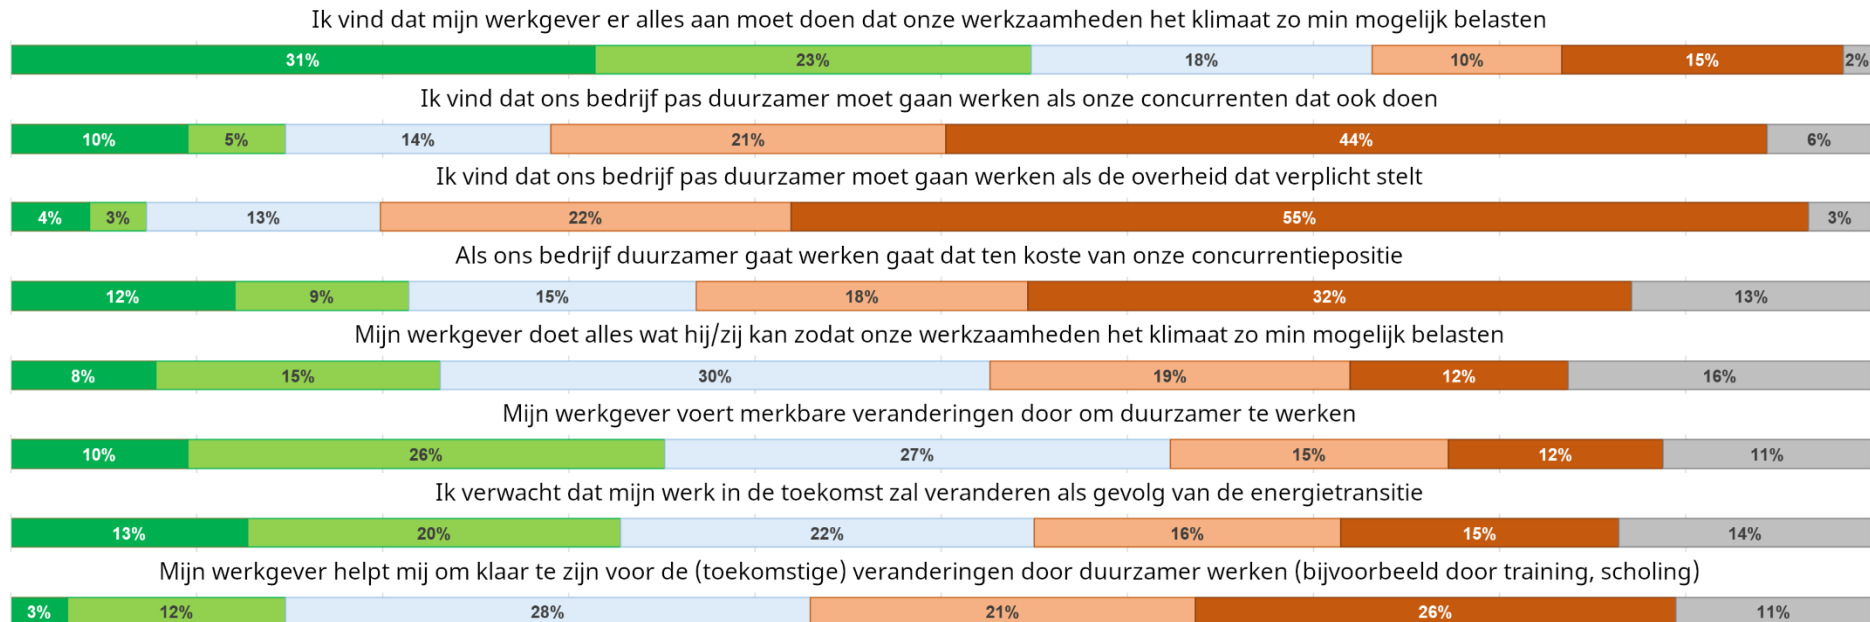 Ik vind dat mijn werkgever er alles aan moet doen dat onze werkzaamheden het klimaat zo min mogelijk belasten
31% 23% 18% 10% 15% 2%
Ik vind dat ons bedrijf pas duurzamer moet gaan werken als onze concurrenten dat ook doen
10% 5% 14% 21% 44% 6%
Ik vind dat ons bedrijf pas duurzamer moet gaan werken als de overheid dat verplicht stelt
4% 3% 13% 22% 55% 3%
Als ons bedrijf duurzamer gaat werken gaat dat ten koste van onze concurrentiepositie
12% 9% 15% 18% 32% 13%
Mijn werkgever doet alles wat hij/zij kan zodat onze werkzaamheden het klimaat zo min mogelijk belasten
8% 15% 30% 19% 12% 16%
Mijn werkgever voert merkbare veranderingen door om duurzamer te werken
10% 26% 27% 15% 12% 11%
Ik verwacht dat mijn werk in de toekomst zal veranderen als gevolg van de energietransitie
13% 20% 22% 16% 15% 14%
Mijn werkgever helpt mij om klaar te zijn voor de (toekomstige) veranderingen door duurzamer werken (bijvoorbeeld door training, scholing)
3% 12% 28% 21% 26% 11%